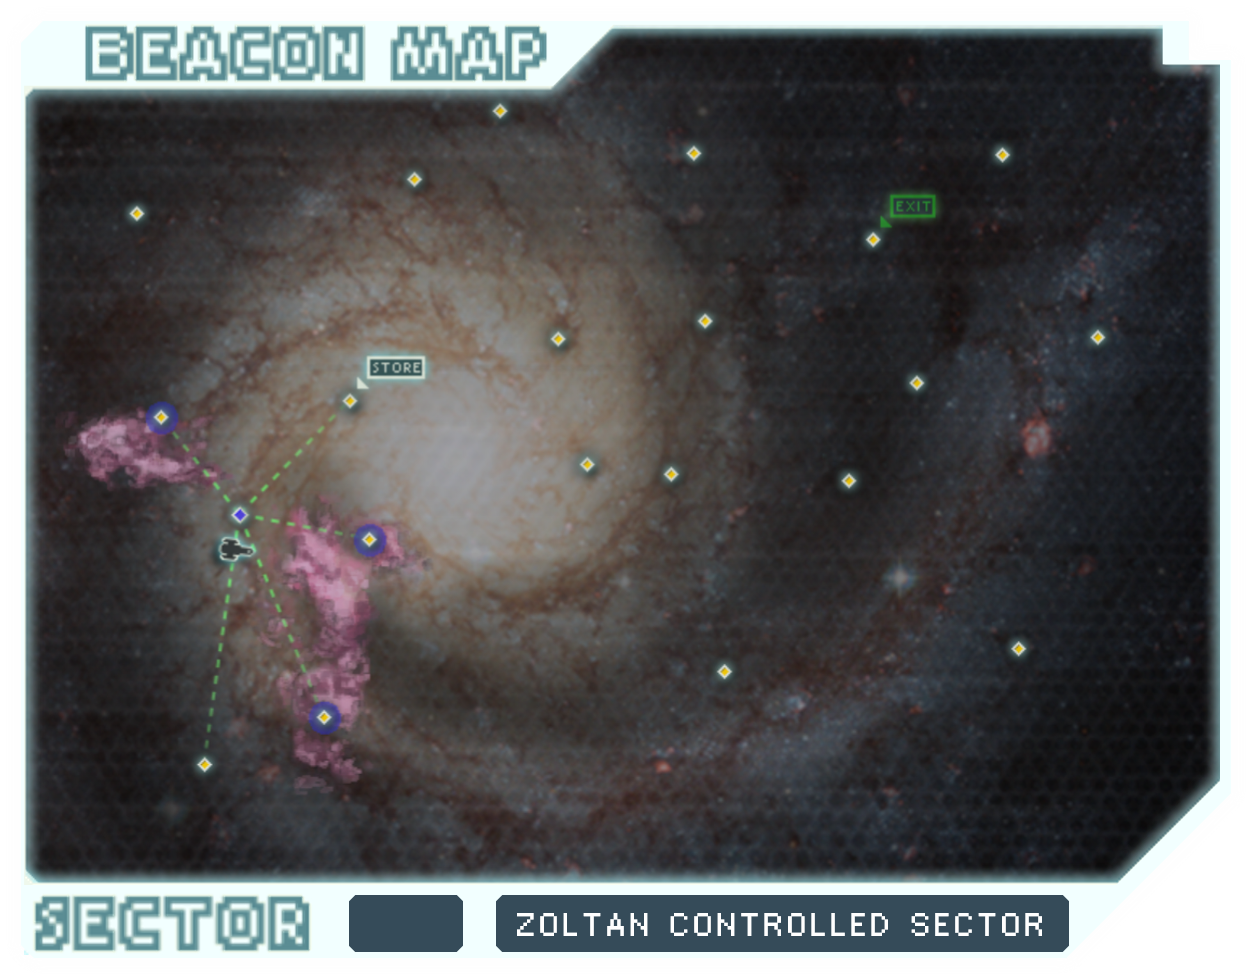 BEACON MAP
EXIT
STORE
SECTOR
ZOLTAN CONTROLLED SECTOR